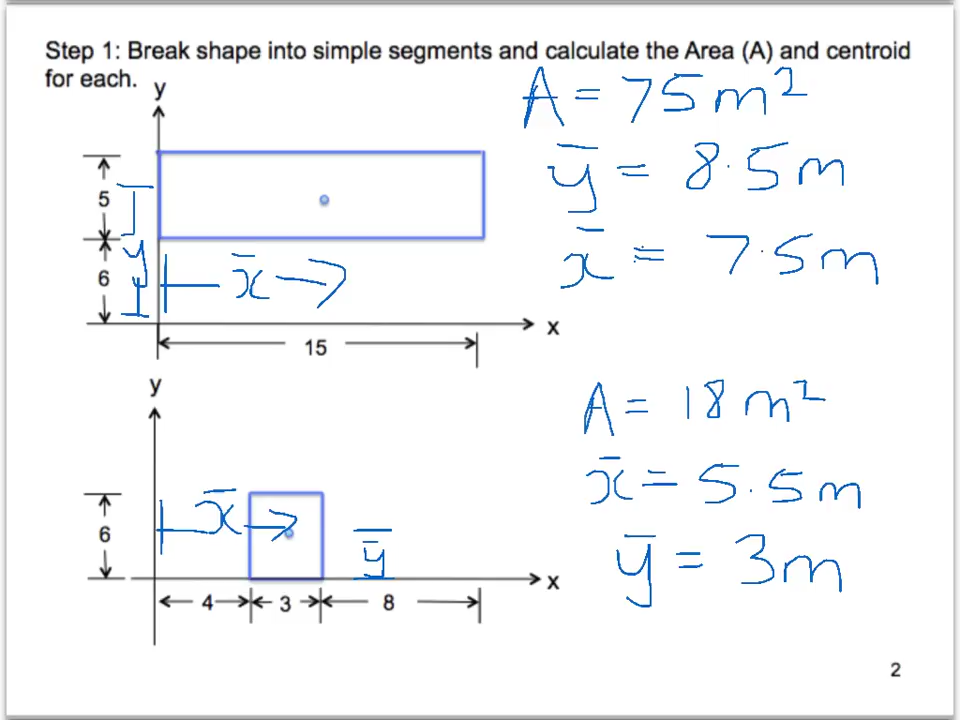 Step 1: Break shape into simple segments and calculate the Area (A) and centroid
for each.
y
A = 75 m²
ȳ = 8.5 m
x̄ = 7.5 m
5
ȳ
6
x̄
x
15
y
A = 18 m²
x̄ = 5.5 m
ȳ = 3 m
6
x̄
ȳ
x
4 3 8
2